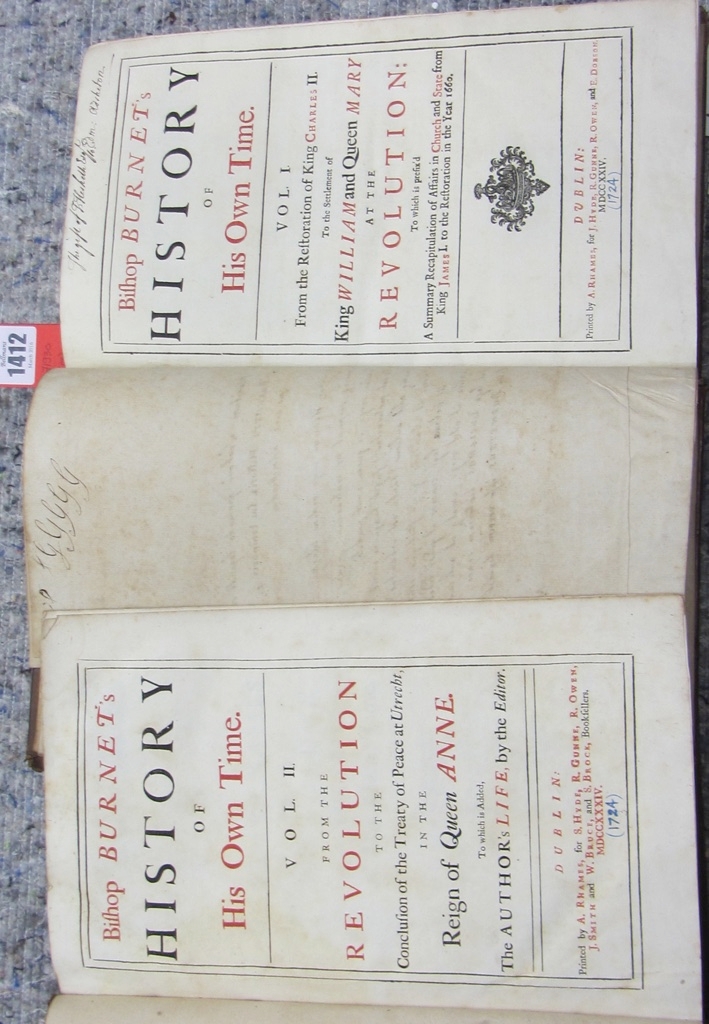 1412
Biſhop BURNET's
HISTORY
OF
His Own Time.
VOL. I.
From the Reſtoration of King CHARLES II.
To the Settlement of
King WILLIAM and Queen MARY
AT THE
REVOLUTION:
To which is prefix'd
A Summary Recapitulation of Affairs in Church and State from
King JAMES I. to the Reſtoration in the Year 1660.
DUBLIN:
Printed by A. RHAMES, for J. HYDE, R. GUNNE, R. OWEN, and E. DOBSON,
MDCCXXIV.
(1724)
Biſhop BURNET's
HISTORY
OF
His Own Time.
VOL. II.
FROM THE
REVOLUTION
TO THE
Concluſion of the Treaty of Peace at Utrecht,
IN THE
Reign of Queen ANNE.
To which is Added,
The AUTHOR's LIFE, by the Editor.
DUBLIN:
Printed by A. RHAMES, for S. HYDE, R. GUNNE, R. OWEN,
J. SMITH and W. BRUCE, and S. BROCK, Bookſellers,
MDCCXXXIV.
(1724)